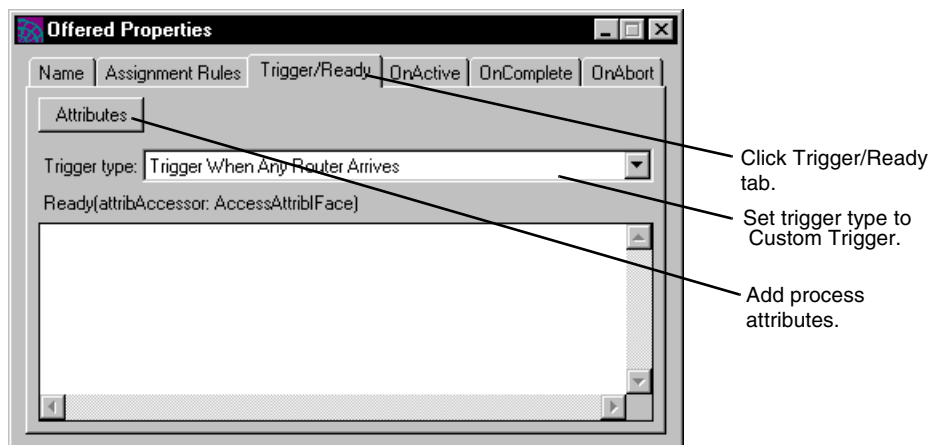 Offered Properties
Name Assignment Rules Trigger/Ready OnActive OnComplete OnAbort
Attributes
Trigger type: Trigger When Any Router Arrives
Ready(attribAccessor: AccessAttribIFace)
Click Trigger/Ready
tab.
Set trigger type to
Custom Trigger.
Add process
attributes.